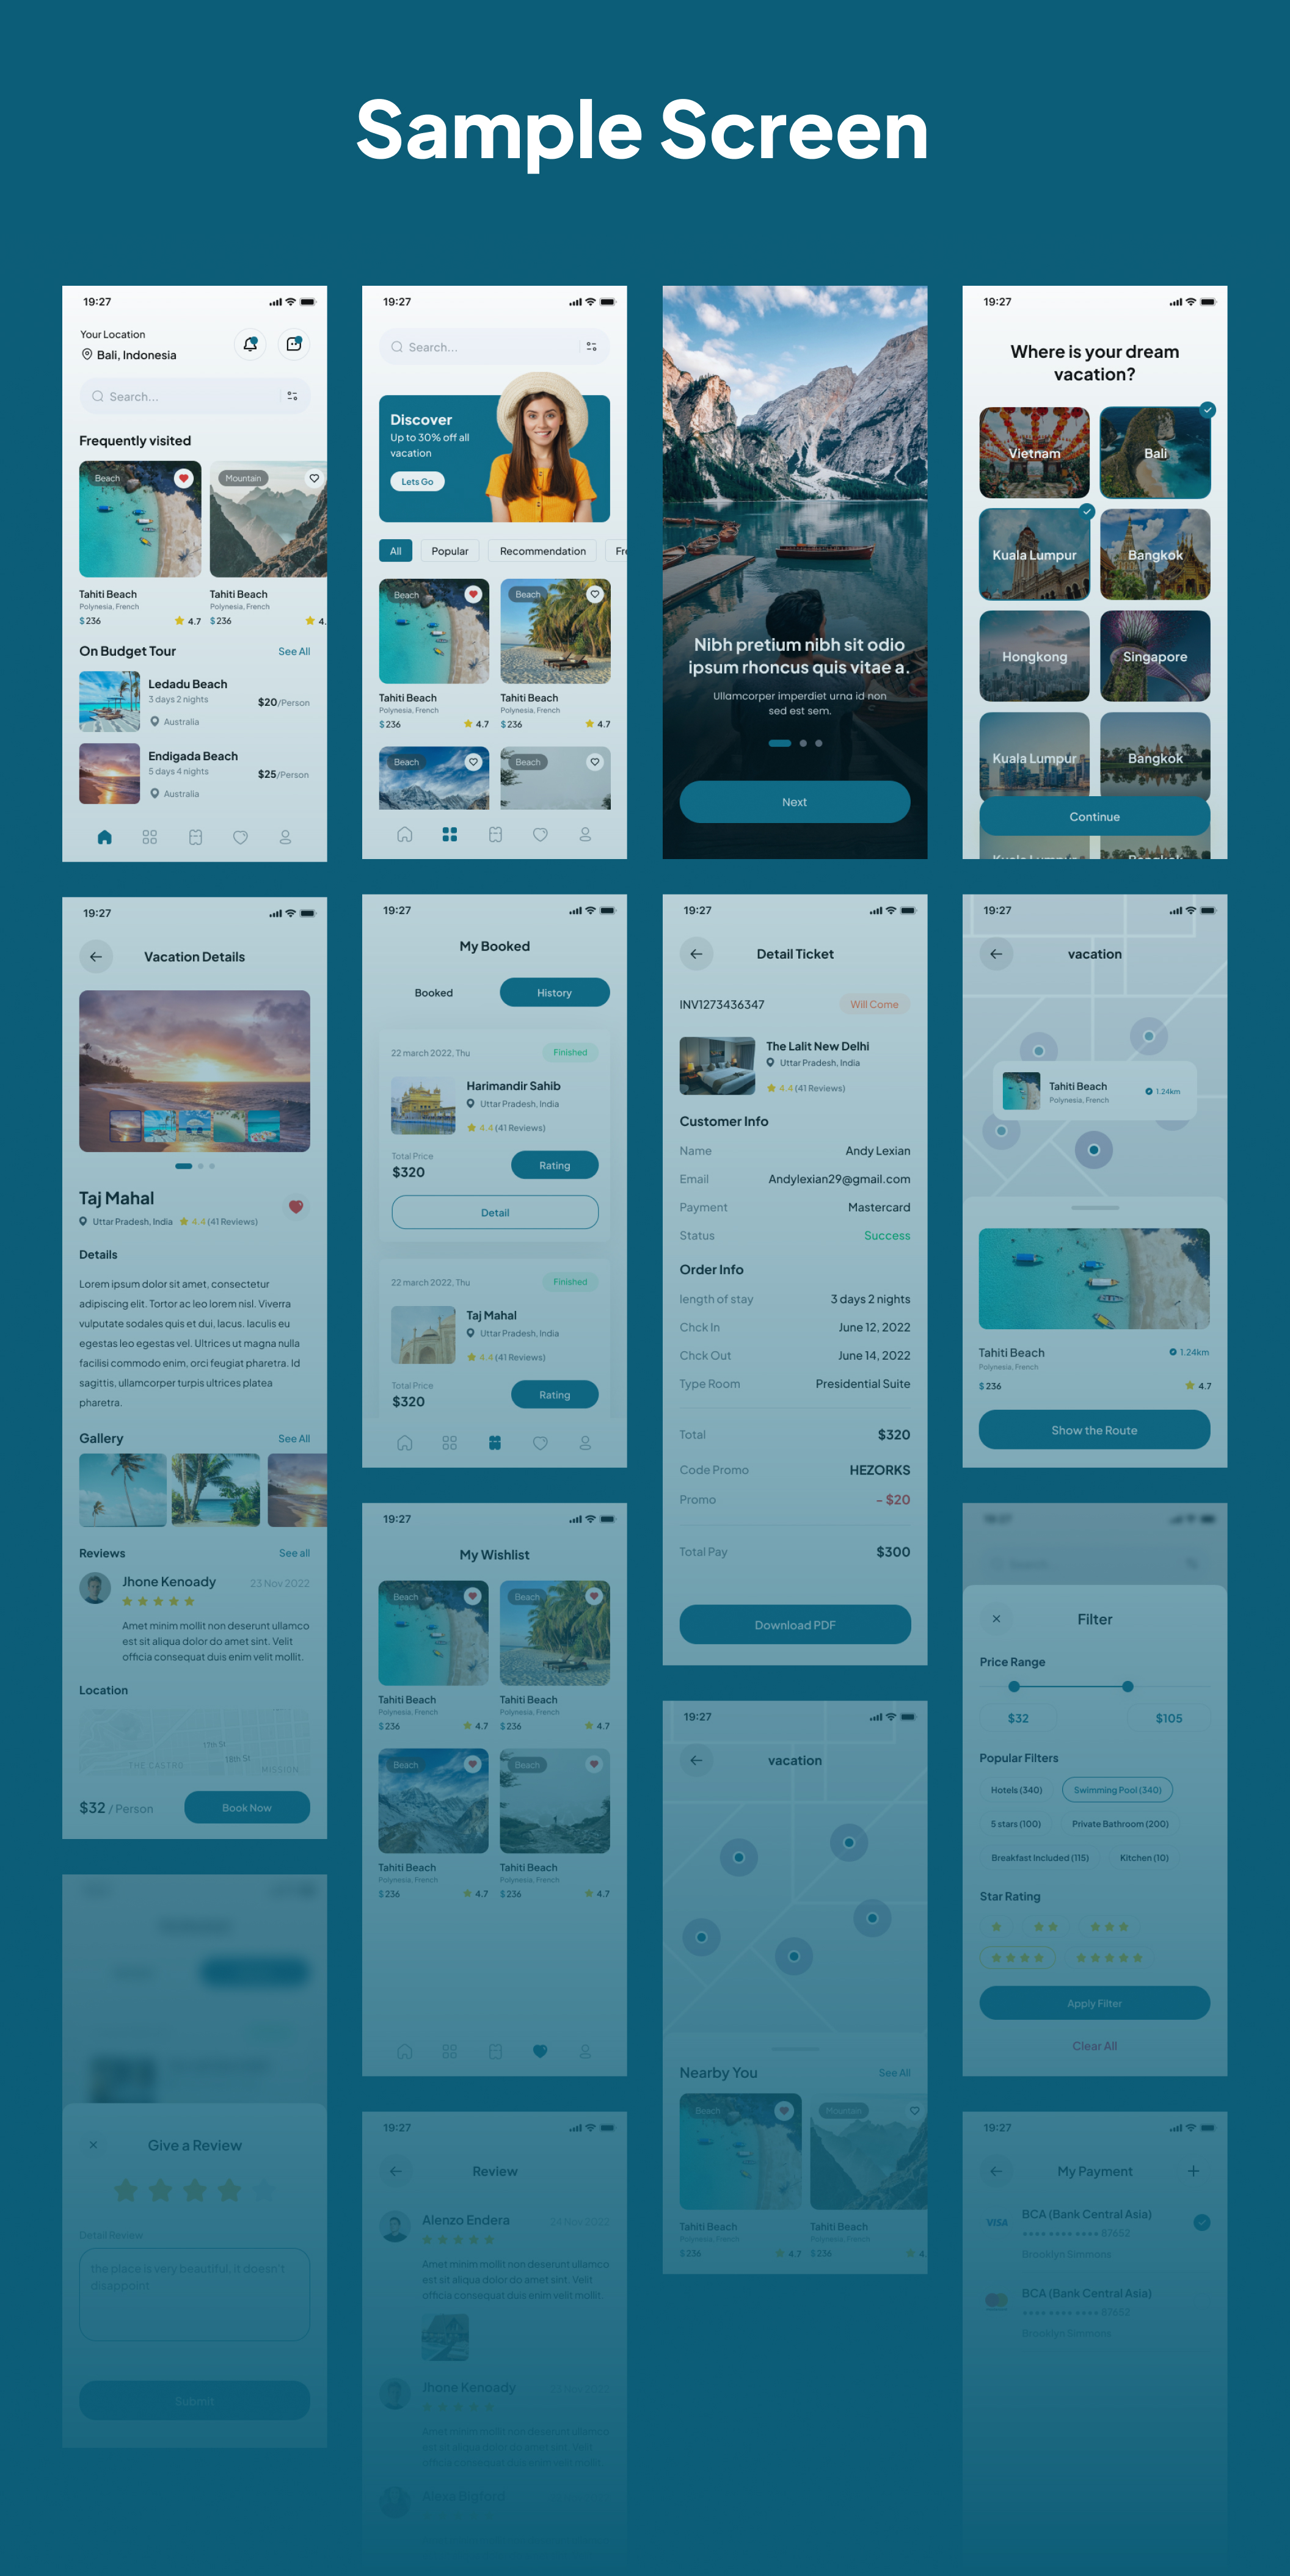 Sample Screen
19:27
Your Location
Bali, Indonesia
Search...
Frequently visited
Beach
Mountain
Tahiti Beach
Tahiti Beach
Polynesia, French
Polynesia, French
$236
4.7
$236
4.
On Budget Tour
See All
Ledadu Beach
3 days 2 nights
$20/Person
Australia
Endigada Beach
5 days 4 nights
$25/Person
Australia
19:27
Search...
Discover
Up to 30% off all
vacation
Lets Go
All
Popular
Recommendation
Fre
Beach
Beach
Tahiti Beach
Tahiti Beach
Polynesia, French
Polynesia, French
$236
4.7
$236
4.7
Beach
Beach
Nibh pretium nibh sit odio
ipsum rhoncus quis vitae a.
Ullamcorper imperdiet urna id non
sed est sem.
Next
19:27
Where is your dream
vacation?
Vietnam
Bali
Kuala Lumpur
Bangkok
Hongkong
Singapore
Kuala Lumpur
Bangkok
Continue
Kuala Lumpur
Bangkok
19:27
Vacation Details
Taj Mahal
Uttar Pradesh, India
4.4 (41 Reviews)
Details
Lorem ipsum dolor sit amet, consectetur
adipiscing elit. Tortor ac leo lorem nisl. Viverra
vulputate sodales quis et dui, lacus. Iaculis eu
egestas leo egestas vel. Ultrices ut magna nulla
facilisi commodo enim, orci feugiat pharetra. Id
sagittis, ullamcorper turpis ultrices platea
pharetra.
Gallery
See All
Reviews
See all
Jhone Kenoady
23 Nov 2022
Amet minim mollit non deserunt ullamco
est sit aliqua dolor do amet sint. Velit
officia consequat duis enim velit mollit.
Location
17th St
18th St.
THE CASTRO
MISSION
$32 / Person
Book Now
19:27
My Booked
Booked
History
22 march 2022, Thu
Finished
Harimandir Sahib
Uttar Pradesh, India
4.4 (41 Reviews)
Total Price
$320
Rating
Detail
22 march 2022, Thu
Finished
Taj Mahal
Uttar Pradesh, India
4.4 (41 Reviews)
Total Price
$320
Rating
19:27
Detail Ticket
INV1273436347
Will Come
The Lalit New Delhi
Uttar Pradesh, India
4.4 (41 Reviews)
Customer Info
Name
Andy Lexian
Email
Andylexian29@gmail.com
Payment
Mastercard
Status
Success
Order Info
length of stay
3 days 2 nights
Chck In
June 12, 2022
Chck Out
June 14, 2022
Type Room
Presidential Suite
Total
$320
Code Promo
HEZORKS
Promo
- $20
Total Pay
$300
Download PDF
19:27
vacation
Tahiti Beach
Polynesia, French
1.24km
Tahiti Beach
1.24km
Polynesia, French
$236
4.7
Show the Route
19:27
My Wishlist
Beach
Beach
Tahiti Beach
Tahiti Beach
Polynesia, French
Polynesia, French
$236
4.7
$236
4.7
Beach
Beach
Tahiti Beach
Tahiti Beach
Polynesia, French
Polynesia, French
$236
4.7
$236
4.7
Filter
Price Range
$32
$105
Popular Filters
Hotels (340)
Swimming Pool (340)
5 stars (100)
Private Bathroom (200)
Breakfast Included (115)
Kitchen (10)
Star Rating
Apply Filter
Clear All
19:27
vacation
Nearby You
See All
Beach
Mountain
Tahiti Beach
Tahiti Beach
Polynesia, French
Polynesia, French
$236
4.7
$236
4.
Give a Review
Detail Review
the place is very beautiful, it doesn't
disappoint
Submit
19:27
Review
Alenzo Endera
24 Nov 2022
Amet minim mollit non deserunt ullamco
est sit aliqua dolor do amet sint. Velit
officia consequat duis enim velit mollit.
Jhone Kenoady
23 Nov 2022
Amet minim mollit non deserunt ullamco
est sit aliqua dolor do amet sint. Velit
officia consequat duis enim velit mollit.
Alexa Bigford
19:27
My Payment
VISA
BCA (Bank Central Asia)
•••• •••• •••• 87652
Brooklyn Simmons
BCA (Bank Central Asia)
•••• •••• •••• 87652
Brooklyn Simmons